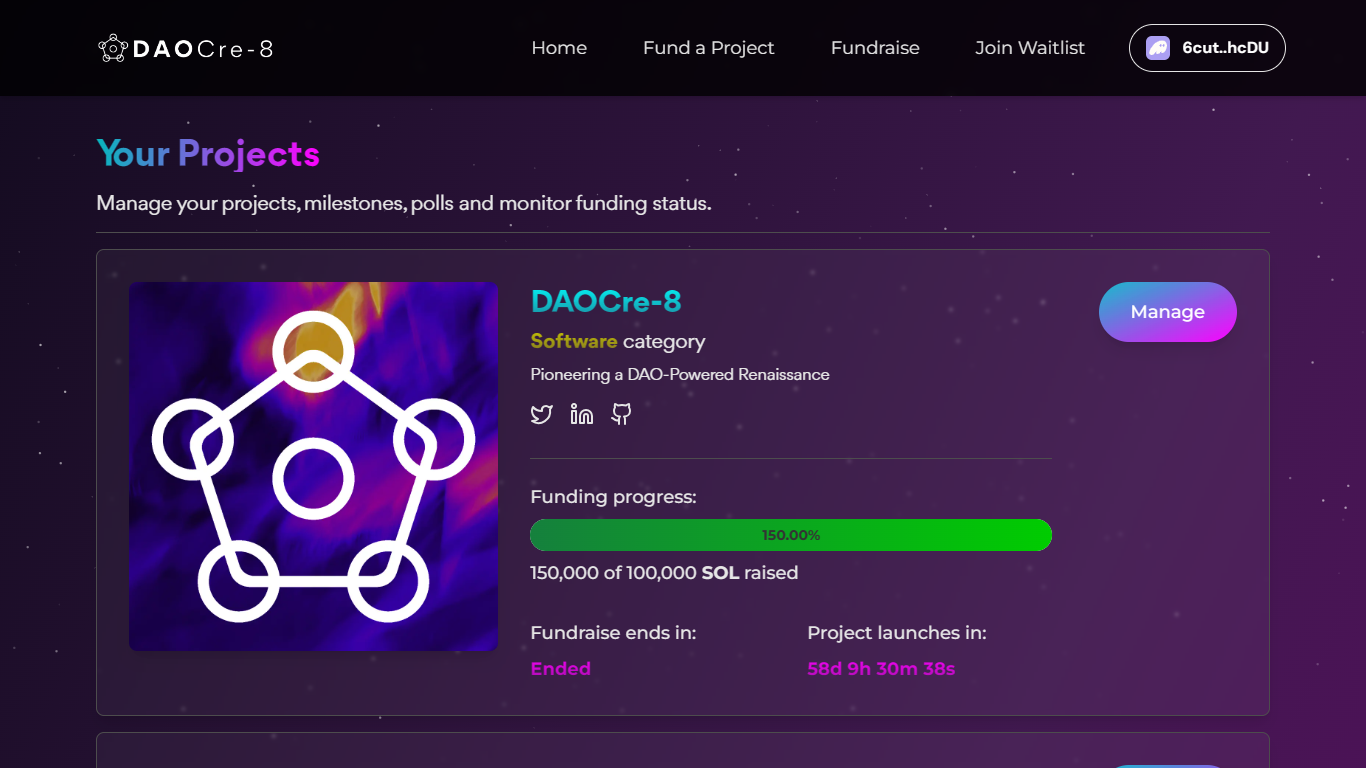 DAOCre-8
Home
Fund a Project
Fundraise
Join Waitlist
6cut..hcDU
Your Projects
Manage your projects, milestones, polls and monitor funding status.
DAOCre-8
Manage
Software category
Pioneering a DAO-Powered Renaissance
Funding progress:
150.00%
150,000 of 100,000 SOL raised
Fundraise ends in:
Project launches in:
Ended
58d 9h 30m 38s